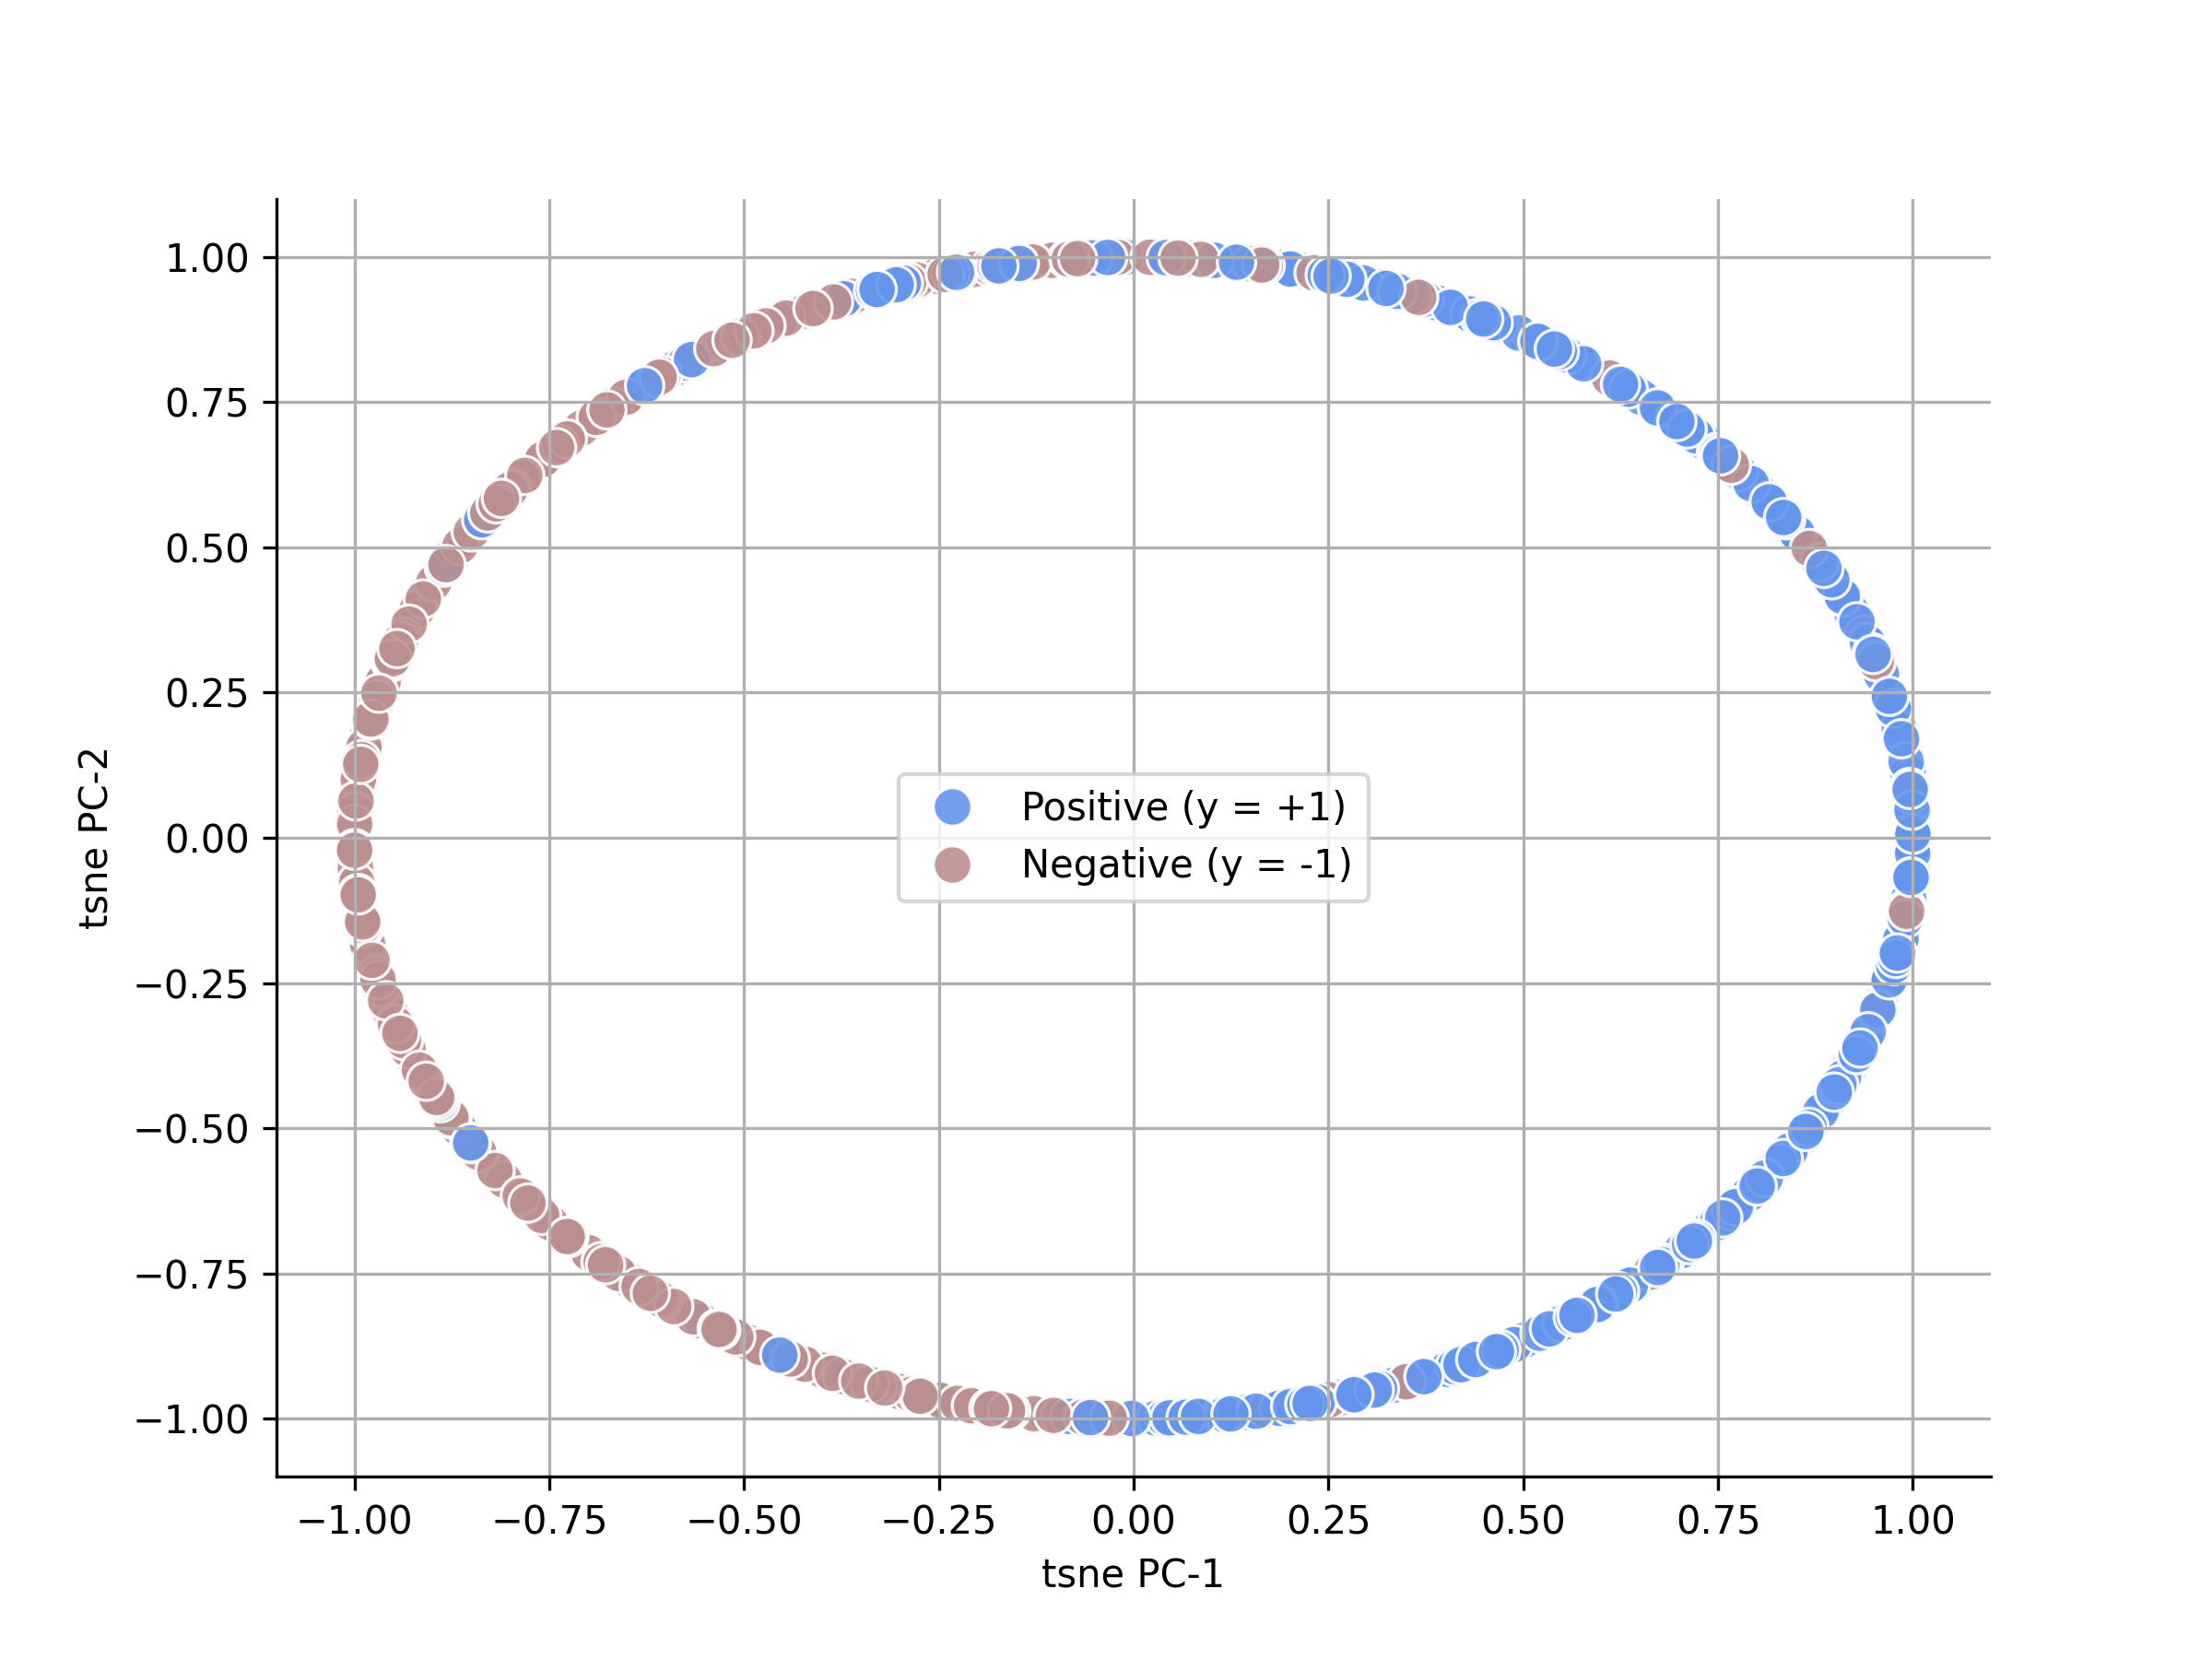 1.00
0.75
0.50
0.25
0.00
−0.25
−0.50
−0.75
−1.00
tsne PC-2
Positive (y = +1)
Negative (y = -1)
−1.00 −0.75 −0.50 −0.25 0.00 0.25 0.50 0.75 1.00
tsne PC-1